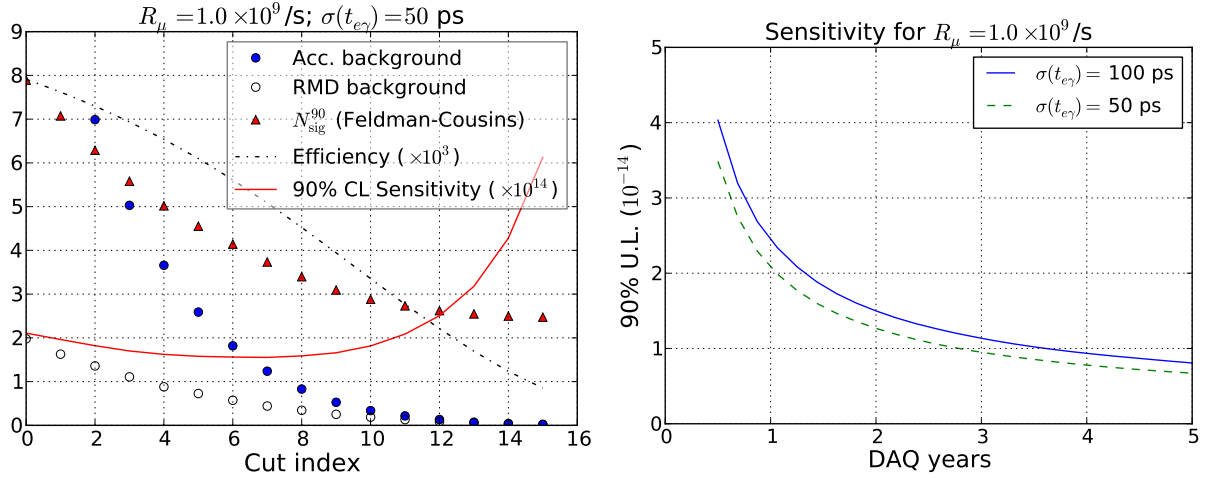 R_μ = 1.0 × 10^9/s; σ(t_eγ) = 50 ps
9
8
7
6
5
4
3
2
1
0
Acc. background
RMD background
N_sig^90 (Feldman-Cousins)
Efficiency ( ×10^3)
90% CL Sensitivity ( ×10^14)
0 2 4 6 8 10 12 14 16
Cut index
Sensitivity for R_μ = 1.0 × 10^9/s
90% U.L. (10^−14)
5
4
3
2
1
0
σ(t_eγ) = 100 ps
σ(t_eγ) = 50 ps
0 1 2 3 4 5
DAQ years